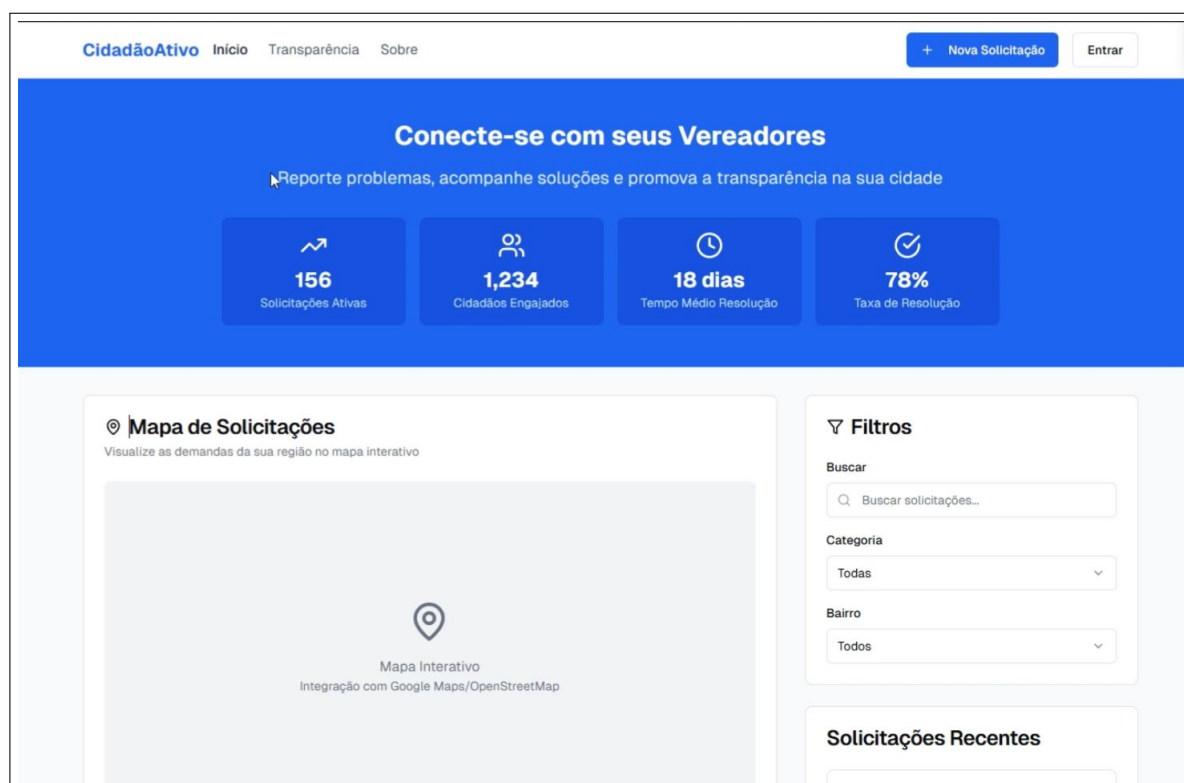 CidadãoAtivo Início Transparência Sobre + Nova Solicitação Entrar
Conecte-se com seus Vereadores
Reporte problemas, acompanhe soluções e promova a transparência na sua cidade
156
Solicitações Ativas
1,234
Cidadãos Engajados
18 dias
Tempo Médio Resolução
78%
Taxa de Resolução
Mapa de Solicitações
Visualize as demandas da sua região no mapa interativo
Mapa Interativo
Integração com Google Maps/OpenStreetMap
Filtros
Buscar
Buscar solicitações...
Categoria
Todas
Bairro
Todos
Solicitações Recentes